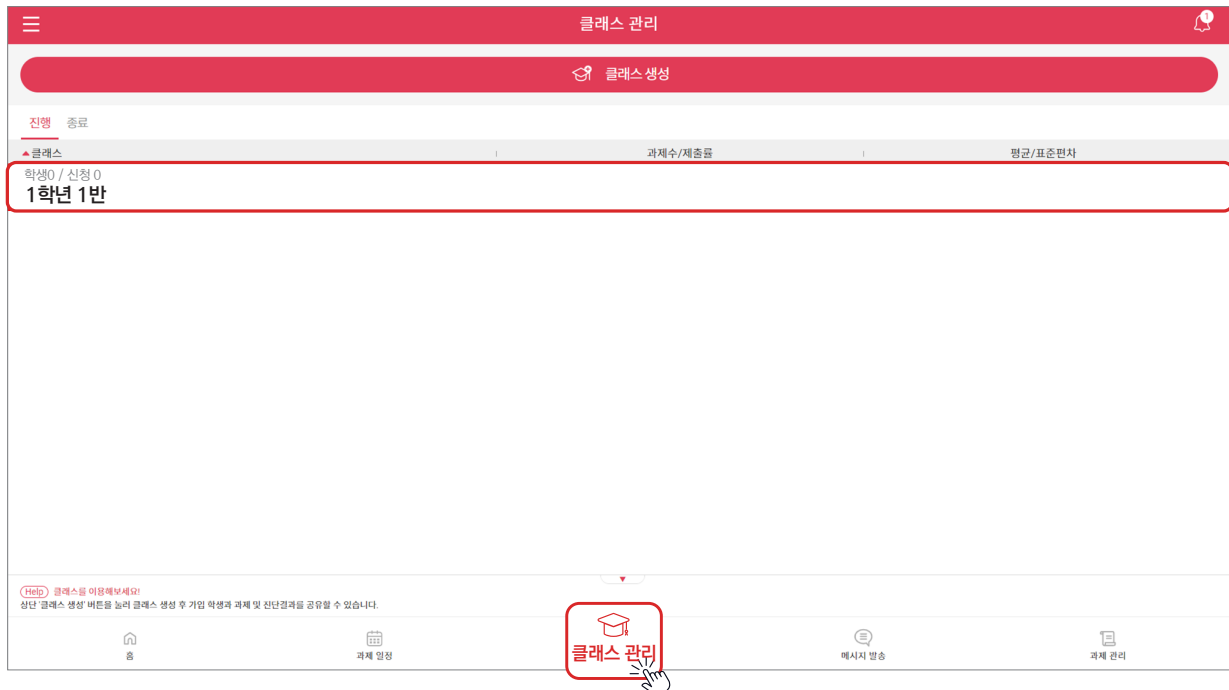 클래스 관리
1
클래스 생성
진행 종료
▲클래스 과제수/제출률 평균/표준편차
학생0 / 신청 0
1학년 1반
▼
Help 클래스를 이용해보세요!
상단 '클래스 생성' 버튼을 눌러 클래스 생성 후 가입 학생과 과제 및 진단결과를 공유할 수 있습니다.
홈 과제 일정 클래스 관리 메시지 발송 과제 관리